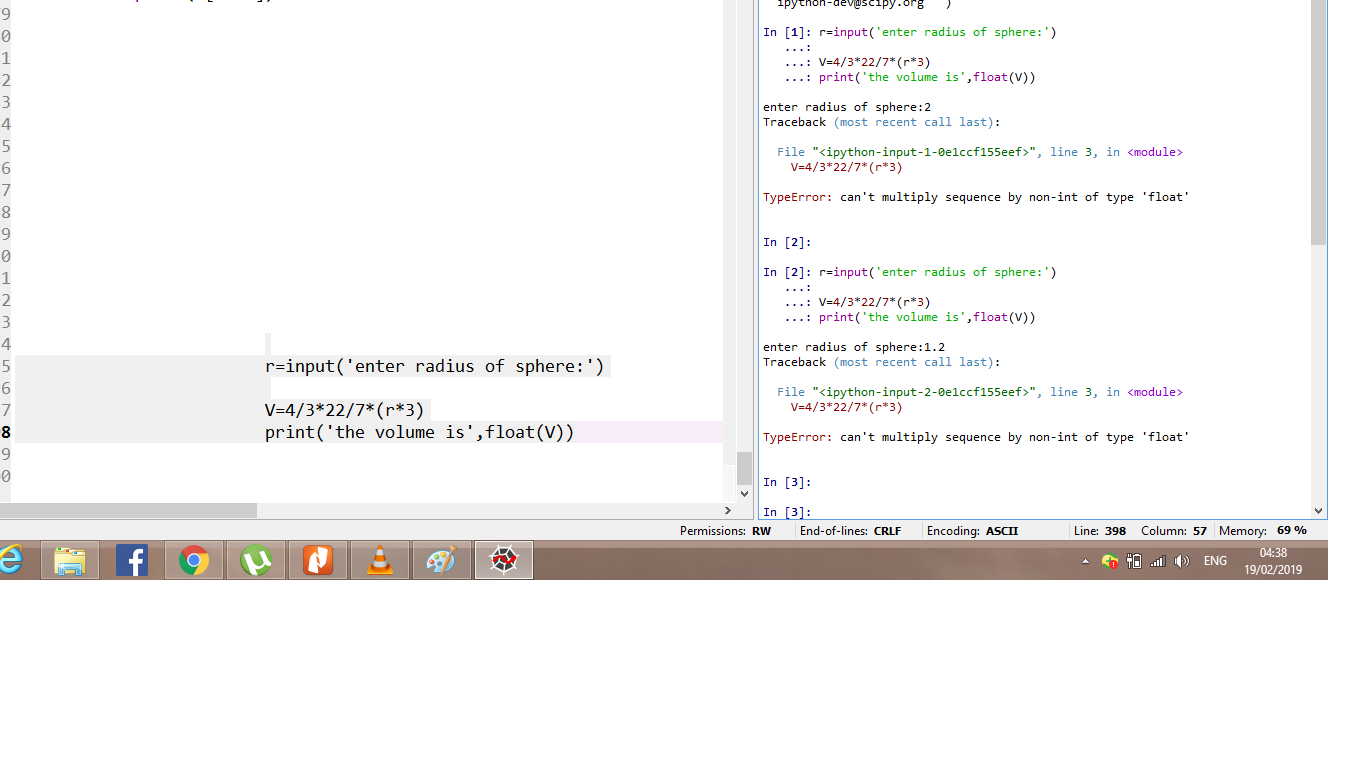 ipython-dev@scipy.org )
In [1]: r=input('enter radius of sphere:')
...:
...: V=4/3*22/7*(r*3)
...: print('the volume is',float(V))
enter radius of sphere:2
Traceback (most recent call last):
File "<ipython-input-1-0e1ccf155eef>", line 3, in <module>
V=4/3*22/7*(r*3)
TypeError: can't multiply sequence by non-int of type 'float'
In [2]:
In [2]: r=input('enter radius of sphere:')
...:
...: V=4/3*22/7*(r*3)
...: print('the volume is',float(V))
enter radius of sphere:1.2
Traceback (most recent call last):
File "<ipython-input-2-0e1ccf155eef>", line 3, in <module>
V=4/3*22/7*(r*3)
TypeError: can't multiply sequence by non-int of type 'float'
In [3]:
In [3]:
9
0
1
2
3
4
5
6
7
8
9
0
1
2
3
4
5 r=input('enter radius of sphere:')
6
7 V=4/3*22/7*(r*3)
8 print('the volume is',float(V))
9
0
Permissions: RW End-of-lines: CRLF Encoding: ASCII Line: 398 Column: 57 Memory: 69 %
ENG 04:38
19/02/2019